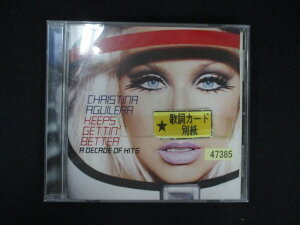 CHRISTINA
AGUILERA
KEEPS
GETTIN'
BETTER
A DECADE OF HITS
★ 歌詞カード
別紙
47385